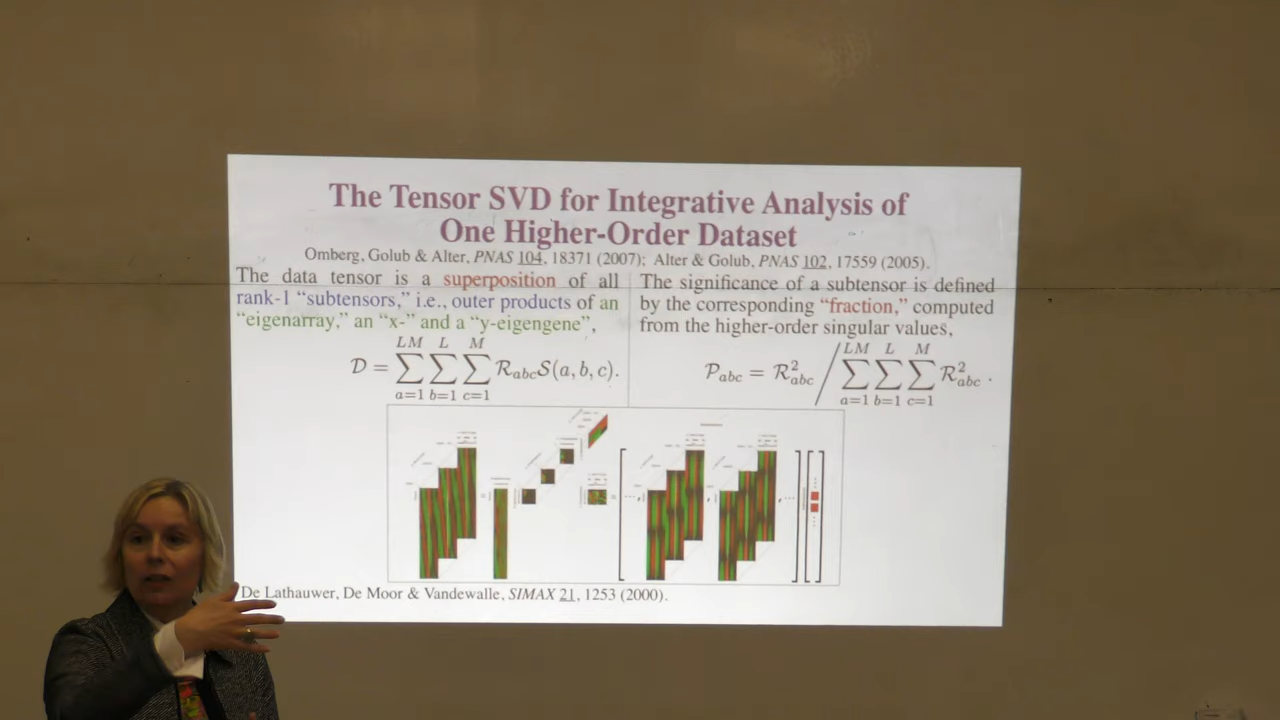 The Tensor SVD for Integrative Analysis of
One Higher-Order Dataset
Omberg, Golub & Alter, PNAS 104, 18371 (2007); Alter & Golub, PNAS 102, 17559 (2005).
The data tensor is a superposition of all
rank-1 “subtensors,” i.e., outer products of an
“eigenarray,” an “x-” and a “y-eigengene”,
LM L M
𝒟 = ∑ ∑ ∑ ℛabc𝒮(a, b, c).
a=1 b=1 c=1
The significance of a subtensor is defined
by the corresponding “fraction,” computed
from the higher-order singular values,
LM L M
𝒫abc = ℛ²abc / ∑ ∑ ∑ ℛ²abc .
a=1 b=1 c=1
De Lathauwer, De Moor & Vandewalle, SIMAX 21, 1253 (2000).